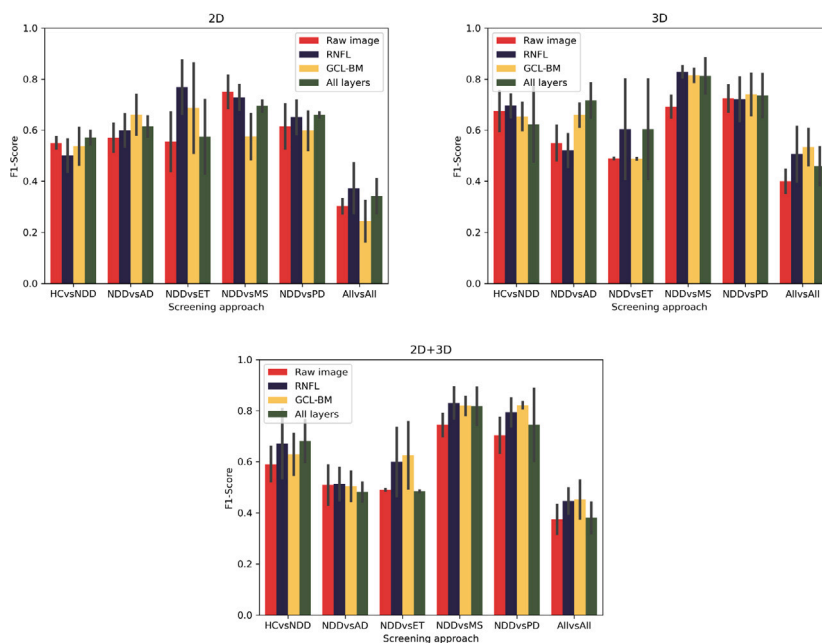 2D
1.0
0.8
0.6
0.4
0.2
0.0
F1-Score
Raw image
RNFL
GCL-BM
All layers
HCvsNDD NDDvsAD NDDvsET NDDvsMS NDDvsPD AllvsAll
Screening approach
3D
1.0
0.8
0.6
0.4
0.2
0.0
F1-Score
Raw image
RNFL
GCL-BM
All layers
HCvsNDD NDDvsAD NDDvsET NDDvsMS NDDvsPD AllvsAll
Screening approach
2D+3D
1.0
0.8
0.6
0.4
0.2
0.0
F1-Score
Raw image
RNFL
GCL-BM
All layers
HCvsNDD NDDvsAD NDDvsET NDDvsMS NDDvsPD AllvsAll
Screening approach